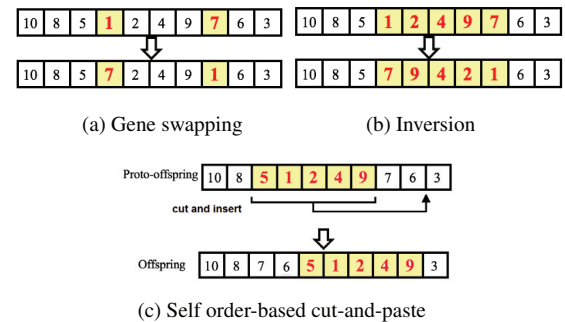 10 8 5 1 2 4 9 7 6 3
10 8 5 7 2 4 9 1 6 3
(a) Gene swapping
10 8 5 1 2 4 9 7 6 3
10 8 5 7 9 4 2 1 6 3
(b) Inversion
Proto-offspring 10 8 5 1 2 4 9 7 6 3
cut and insert
Offspring 10 8 7 6 5 1 2 4 9 3
(c) Self order-based cut-and-paste